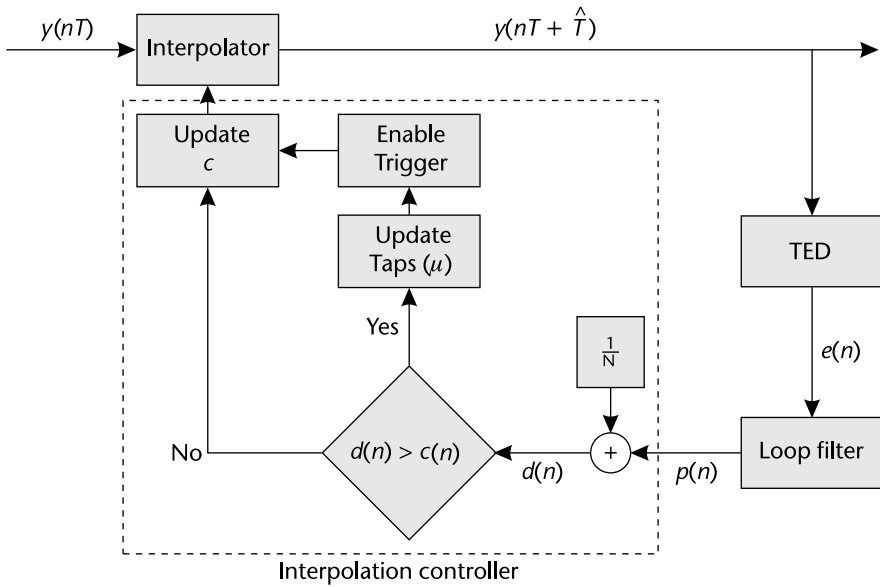 y(nT)
Interpolator
y(nT + T̂)
Update
c
Enable
Trigger
Update
Taps (μ)
TED
Yes
1
N
e(n)
No
d(n) > c(n)
d(n)
+
p(n)
Loop filter
Interpolation controller